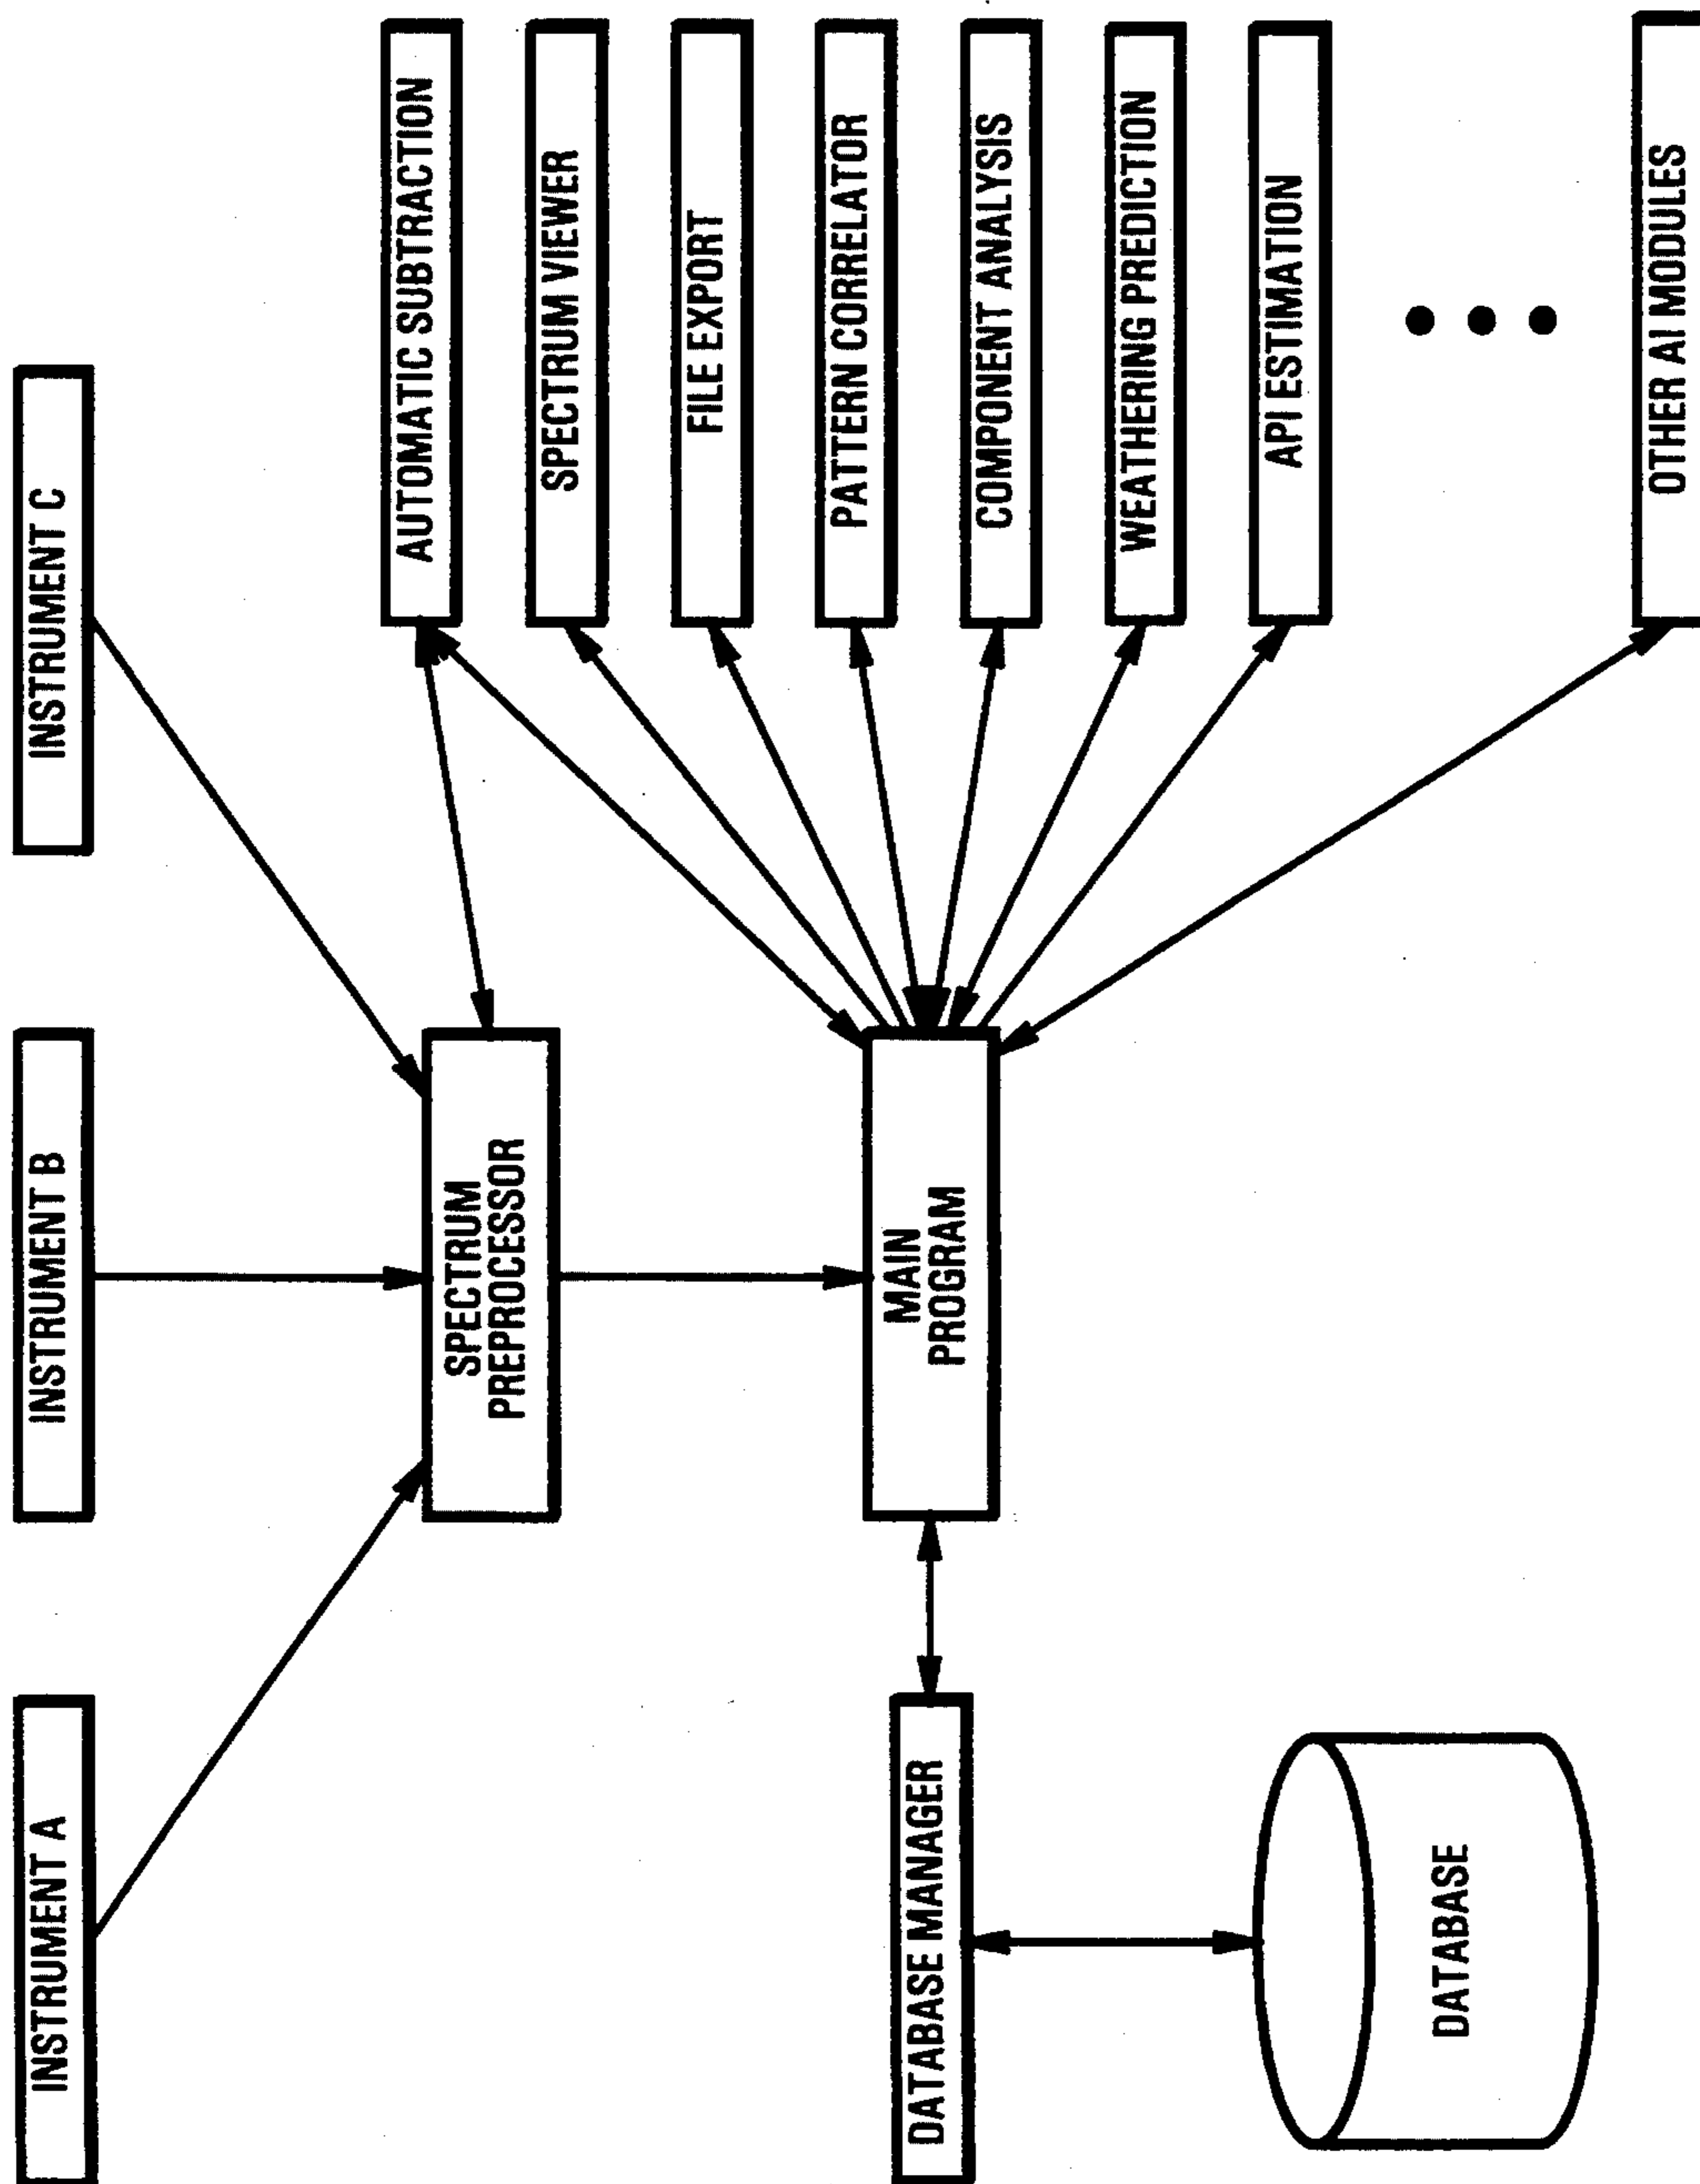 INSTRUMENT A
INSTRUMENT B
INSTRUMENT C
SPECTRUM
PREPROCESSOR
AUTOMATIC SUBTRACTION
SPECTRUM VIEWER
FILE EXPORT
PATTERN CORRELATOR
COMPONENT ANALYSIS
WEATHERING PREDICTION
API ESTIMATION
OTHER AI MODULES
MAIN
PROGRAM
DATABASE MANAGER
DATABASE